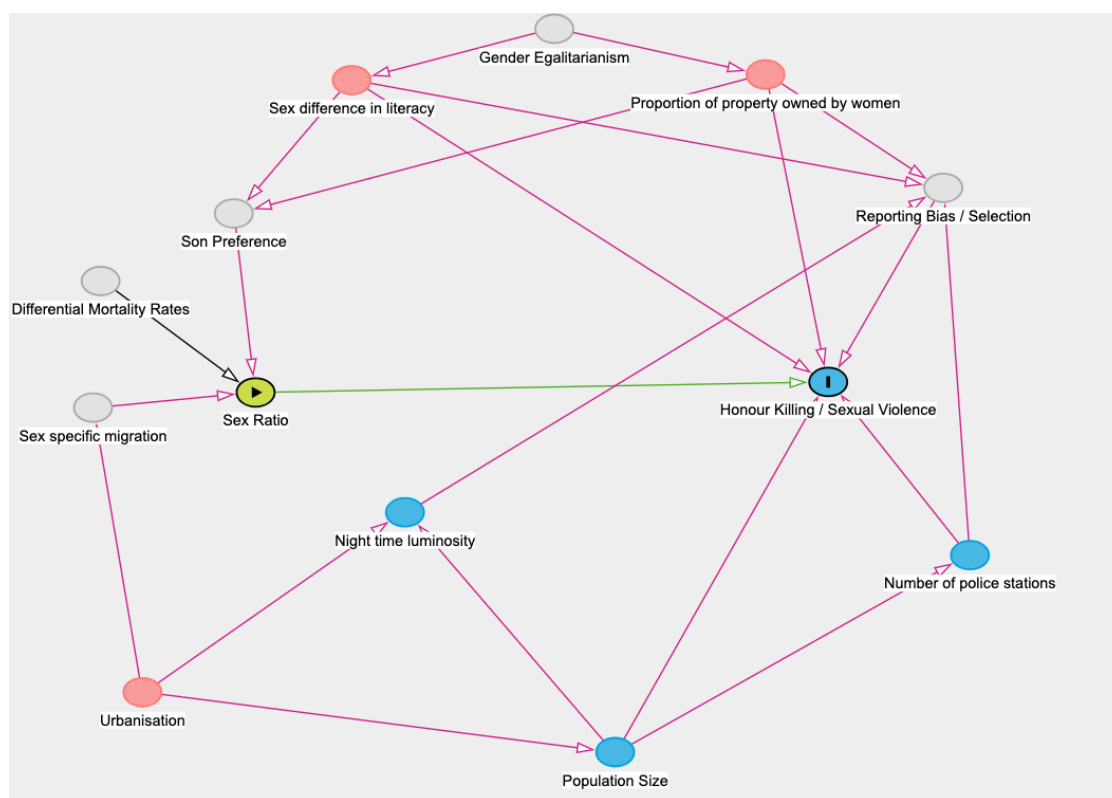 Gender Egalitarianism
Sex difference in literacy
Proportion of property owned by women
Reporting Bias / Selection
Son Preference
Differential Mortality Rates
Sex Ratio
Honour Killing / Sexual Violence
Sex specific migration
Night time luminosity
Number of police stations
Urbanisation
Population Size